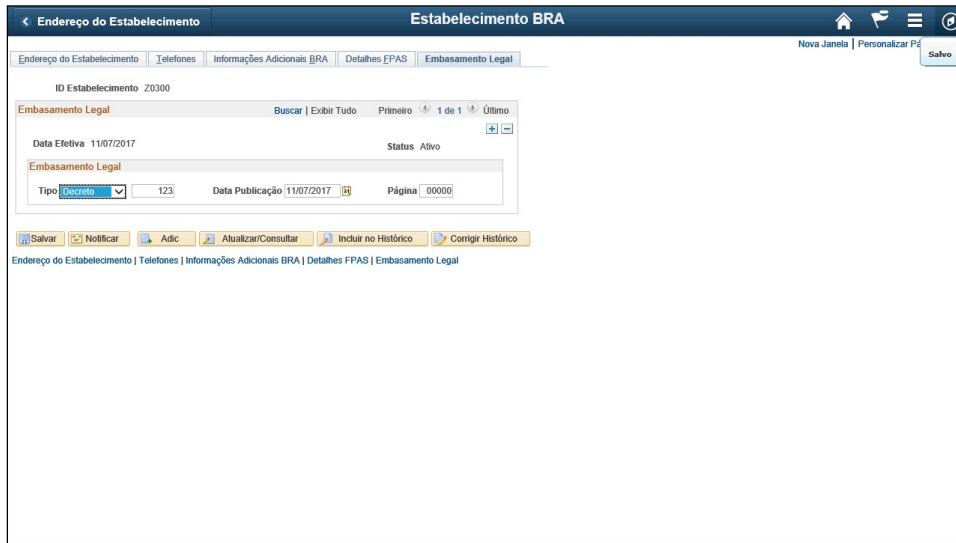 Endereço do Estabelecimento
Estabelecimento BRA
Nova Janela | Personalizar Pá
Salvo
Endereço do Estabelecimento Telefones Informações Adicionais BRA Detalhes FPAS Embasamento Legal
ID Estabelecimento Z0300
Embasamento Legal Buscar | Exibir Tudo Primeiro 1 de 1 Último
Data Efetiva 11/07/2017 Status Ativo
Embasamento Legal
Tipo Decreto 123 Data Publicação 11/07/2017 Página 00000
Salvar Notificar Adic Atualizar/Consultar Incluir no Histórico Corrigir Histórico
Endereço do Estabelecimento | Telefones | Informações Adicionais BRA | Detalhes FPAS | Embasamento Legal